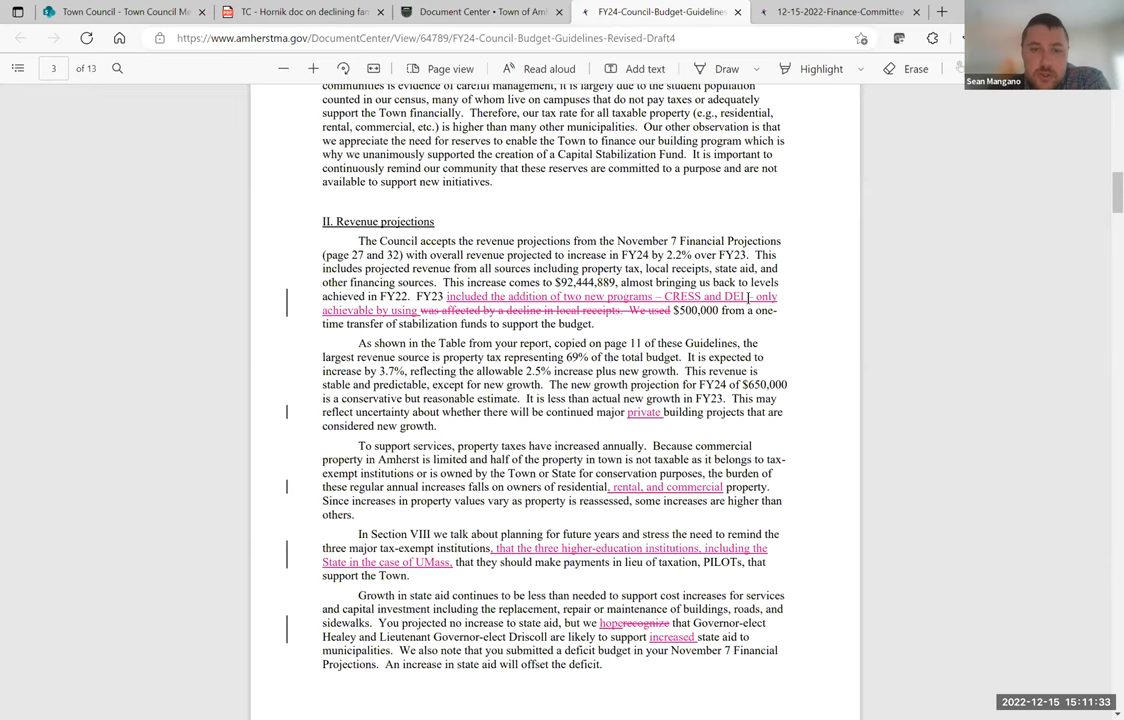 Town Council - Town Council Me
TC - Hornik doc on declining fan
Document Center • Town of Aml
FY24-Council-Budget-Guidelines
12-15-2022-Finance-Committee
https://www.amherstma.gov/DocumentCenter/View/64789/FY24-Council-Budget-Guidelines-Revised-Draft4
3 of 13 Page view Read aloud Add text Draw Highlight Erase
Sean Mangano
communities is evidence of careful management, it is largely due to the student population
counted in our census, many of whom live on campuses that do not pay taxes or adequately
support the Town financially. Therefore, our tax rate for all taxable property (e.g., residential,
rental, commercial, etc.) is higher than many other municipalities. Our other observation is that
we appreciate the need for reserves to enable the Town to finance our building program which is
why we unanimously supported the creation of a Capital Stabilization Fund. It is important to
continuously remind our community that these reserves are committed to a purpose and are not
available to support new initiatives.
II. Revenue projections
The Council accepts the revenue projections from the November 7 Financial Projections
(page 27 and 32) with overall revenue projected to increase in FY24 by 2.2% over FY23. This
includes projected revenue from all sources including property tax, local receipts, state aid, and
other financing sources. This increase comes to $92,444,889, almost bringing us back to levels
achieved in FY22. FY23 included the addition of two new programs – CRESS and DEI – only
achievable by using was affected by a decline in local receipts. We used $500,000 from a one-
time transfer of stabilization funds to support the budget.
As shown in the Table from your report, copied on page 11 of these Guidelines, the
largest revenue source is property tax representing 69% of the total budget. It is expected to
increase by 3.7%, reflecting the allowable 2.5% increase plus new growth. This revenue is
stable and predictable, except for new growth. The new growth projection for FY24 of $650,000
is a conservative but reasonable estimate. It is less than actual new growth in FY23. This may
reflect uncertainty about whether there will be continued major private building projects that are
considered new growth.
To support services, property taxes have increased annually. Because commercial
property in Amherst is limited and half of the property in town is not taxable as it belongs to tax-
exempt institutions or is owned by the Town or State for conservation purposes, the burden of
these regular annual increases falls on owners of residential, rental, and commercial property.
Since increases in property values vary as property is reassessed, some increases are higher than
others.
In Section VIII we talk about planning for future years and stress the need to remind the
three major tax-exempt institutions, that the three higher-education institutions, including the
State in the case of UMass, that they should make payments in lieu of taxation, PILOTs, that
support the Town.
Growth in state aid continues to be less than needed to support cost increases for services
and capital investment including the replacement, repair or maintenance of buildings, roads, and
sidewalks. You projected no increase to state aid, but we hoperecognize that Governor-elect
Healey and Lieutenant Governor-elect Driscoll are likely to support increased state aid to
municipalities. We also note that you submitted a deficit budget in your November 7 Financial
Projections. An increase in state aid will offset the deficit.
2022-12-15 15:11:33